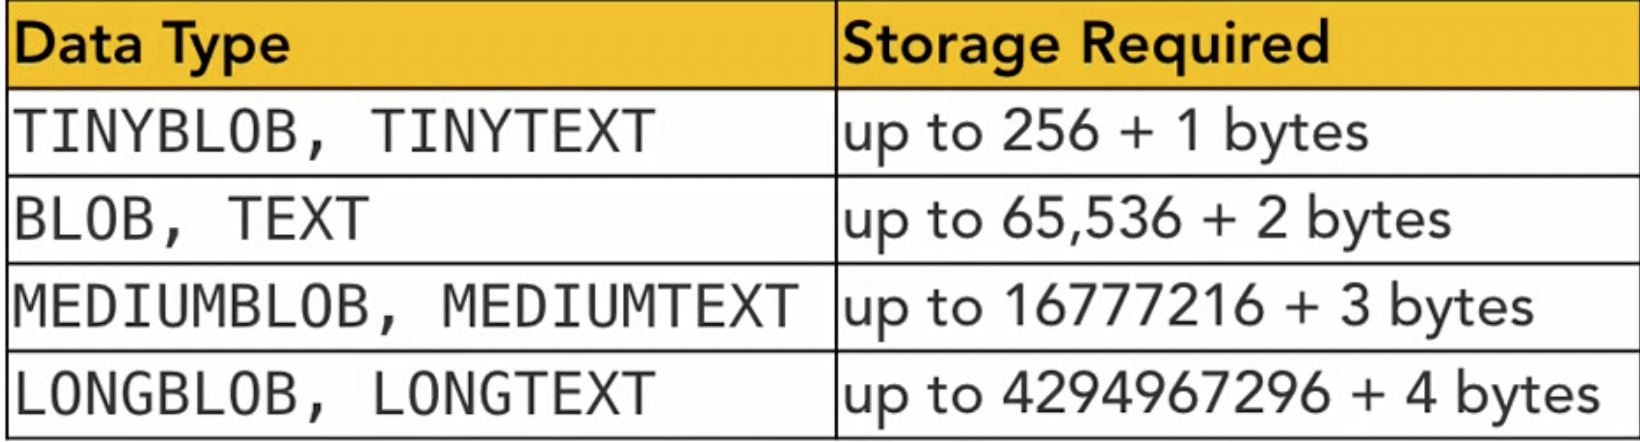 Data Type Storage Required
TINYBLOB, TINYTEXT up to 256 + 1 bytes
BLOB, TEXT up to 65,536 + 2 bytes
MEDIUMBLOB, MEDIUMTEXT up to 16777216 + 3 bytes
LONGBLOB, LONGTEXT up to 4294967296 + 4 bytes